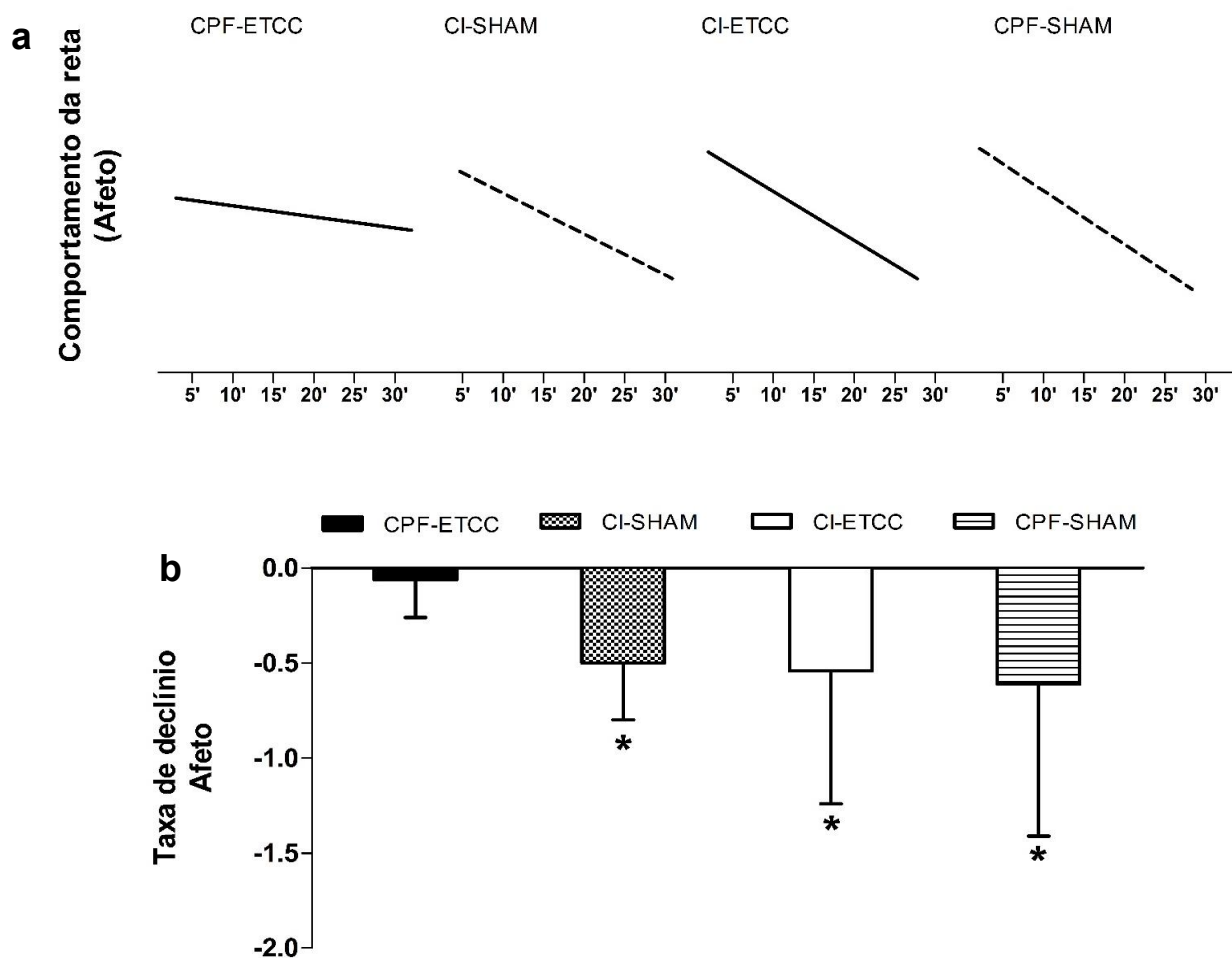 a
CPF-ETCC CI-SHAM CI-ETCC CPF-SHAM
Comportamento da reta
(Afeto)
5' 10' 15' 20' 25' 30' 5' 10' 15' 20' 25' 30' 5' 10' 15' 20' 25' 30' 5' 10' 15' 20' 25' 30'
CPF-ETCC CI-SHAM CI-ETCC CPF-SHAM
b
Taxa de declínio
Afeto
0.0
-0.5
-1.0
-1.5
-2.0
*
*
*